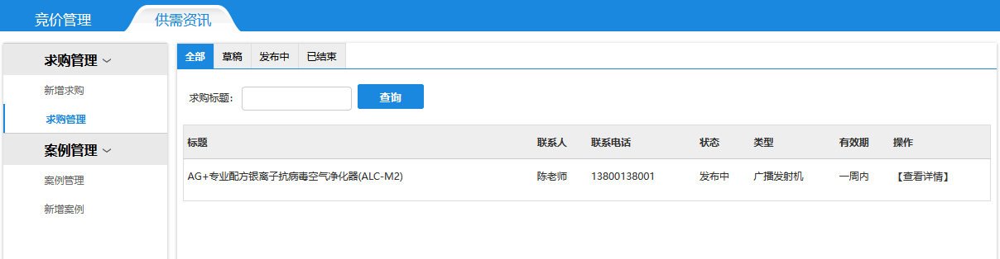 竞价管理 供需资讯
求购管理
新增求购
求购管理
案例管理
案例管理
新增案例
全部 草稿 发布中 已结束
求购标题: 查询
标题 联系人 联系电话 状态 类型 有效期 操作
AG+专业配方银离子抗病毒空气净化器(ALC-M2) 陈老师 13800138001 发布中 广播发射机 一周内 【查看详情】